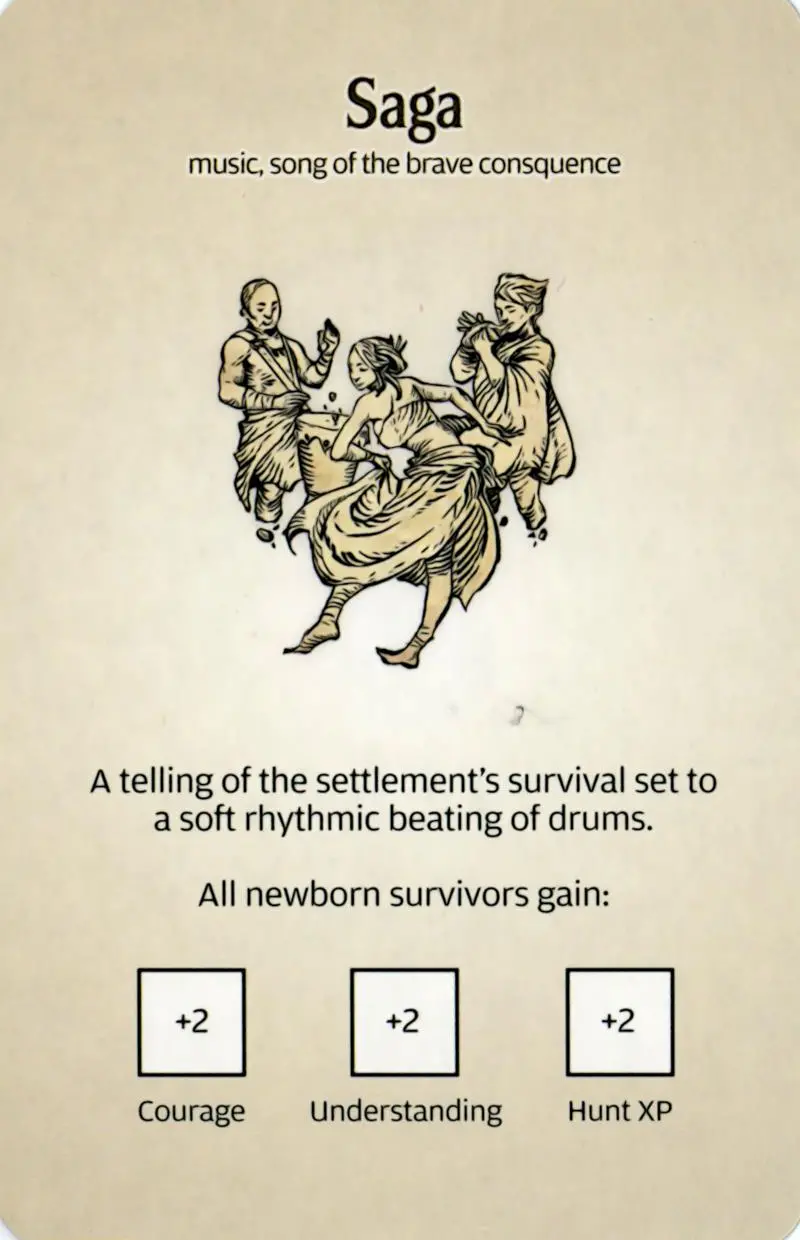 Saga
music, song of the brave consquence
A telling of the settlement's survival set to
a soft rhythmic beating of drums.
All newborn survivors gain:
+2 +2 +2
Courage Understanding Hunt XP